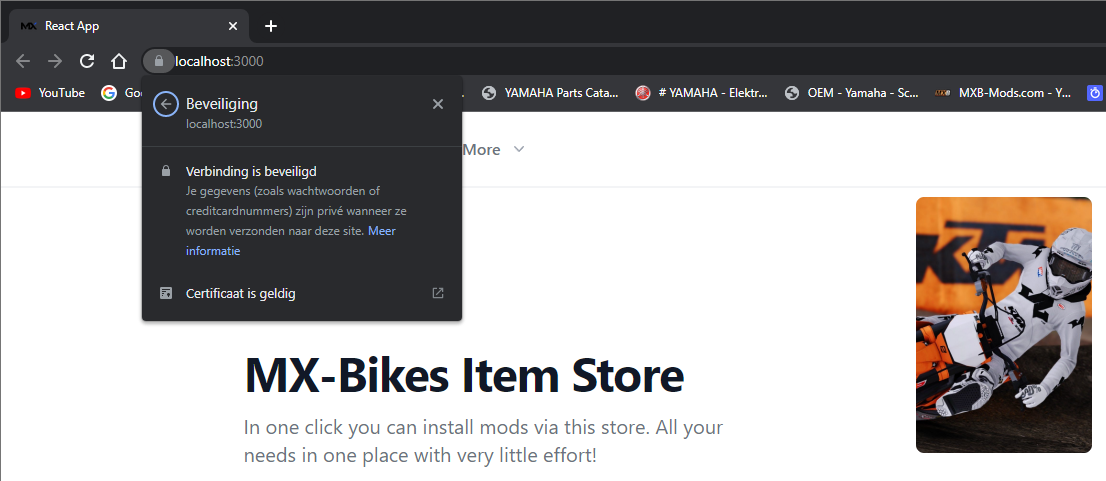 MX React App
localhost:3000
YouTube
YAMAHA Parts Cata...
# YAMAHA - Elektr...
OEM - Yamaha - Sc...
MXB-Mods.com - Y...
Beveiliging
localhost:3000
More
Verbinding is beveiligd
Je gegevens (zoals wachtwoorden of
creditcardnummers) zijn privé wanneer ze
worden verzonden naar deze site. Meer
informatie
Certificaat is geldig
MX-Bikes Item Store
In one click you can install mods via this store. All your
needs in one place with very little effort!